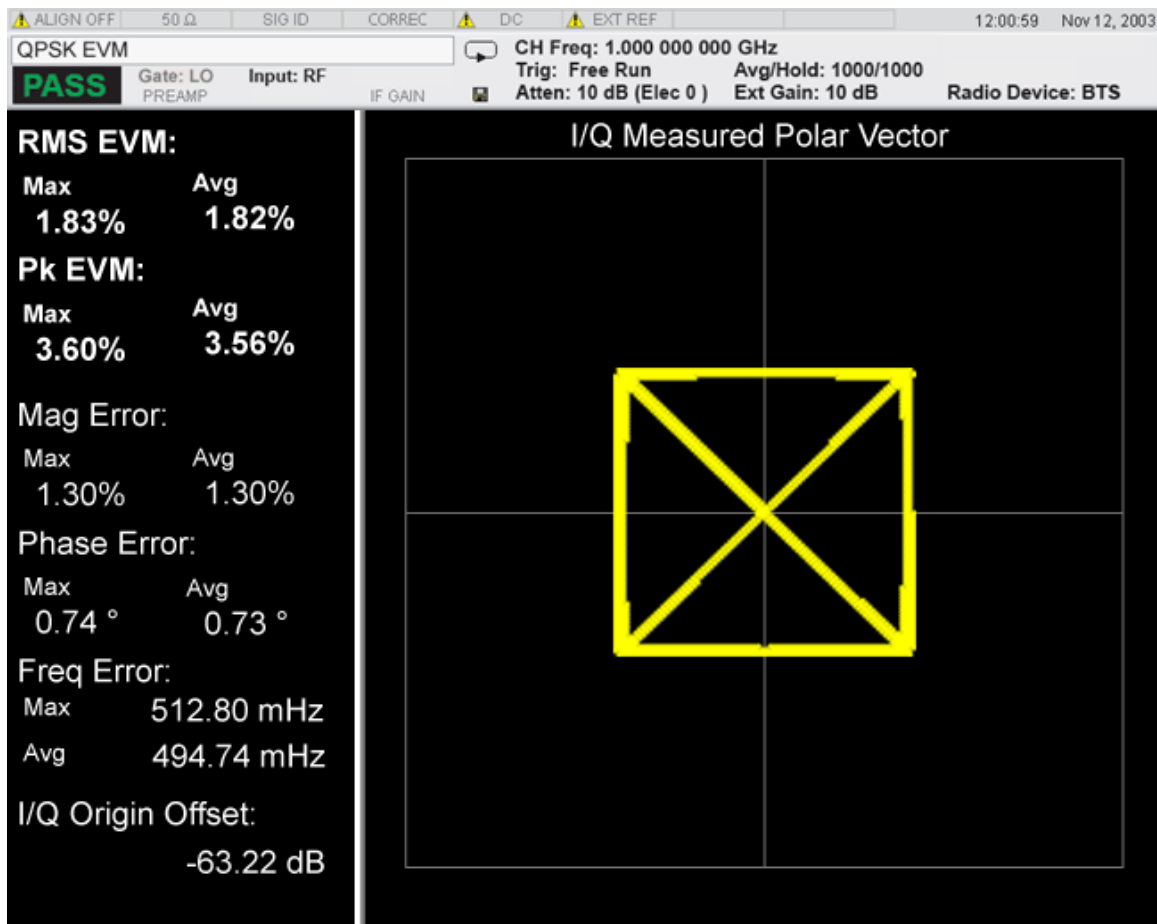 ALIGN OFF 50 Ω SIG ID CORREC DC EXT REF 12:00:59 Nov 12, 2003
QPSK EVM
CH Freq: 1.000 000 000 GHz
PASS Gate: LO Input: RF Trig: Free Run Avg/Hold: 1000/1000
PREAMP IF GAIN Atten: 10 dB (Elec 0 ) Ext Gain: 10 dB Radio Device: BTS
RMS EVM:
Max Avg
1.83% 1.82%
Pk EVM:
Max Avg
3.60% 3.56%
Mag Error:
Max Avg
1.30% 1.30%
Phase Error:
Max Avg
0.74 ° 0.73 °
Freq Error:
Max 512.80 mHz
Avg 494.74 mHz
I/Q Origin Offset:
-63.22 dB
I/Q Measured Polar Vector